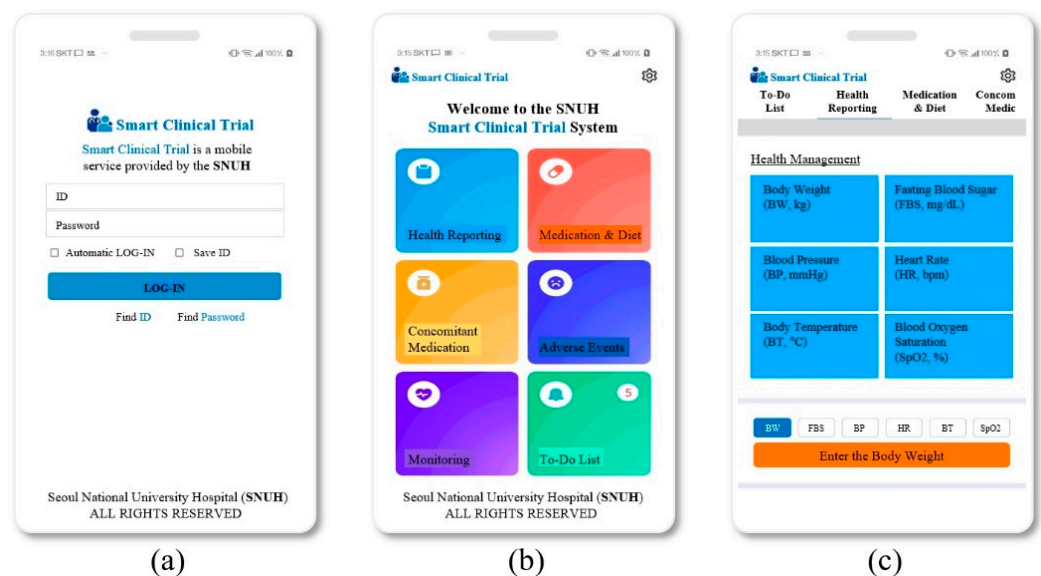 3:16 SKT
100%
Smart Clinical Trial
Smart Clinical Trial is a mobile
service provided by the SNUH
ID
Password
Automatic LOG-IN Save ID
LOG-IN
Find ID Find Password
Seoul National University Hospital (SNUH)
ALL RIGHTS RESERVED
(a)
3:15 SKT
100%
Smart Clinical Trial
Welcome to the SNUH
Smart Clinical Trial System
Health Reporting
Medication & Diet
Concomitant
Medication
Adverse Events
Monitoring
5
To-Do List
Seoul National University Hospital (SNUH)
ALL RIGHTS RESERVED
(b)
3:15 SKT
100%
Smart Clinical Trial
To-Do
List
Health
Reporting
Medication
& Diet
Concom
Medic
Health Management
Body Weight
(BW, kg)
Fasting Blood Sugar
(FBS, mg/dL)
Blood Pressure
(BP, mmHg)
Heart Rate
(HR, bpm)
Body Temperature
(BT, °C)
Blood Oxygen
Saturation
(SpO2, %)
BW FBS BP HR BT SpO2
Enter the Body Weight
(c)